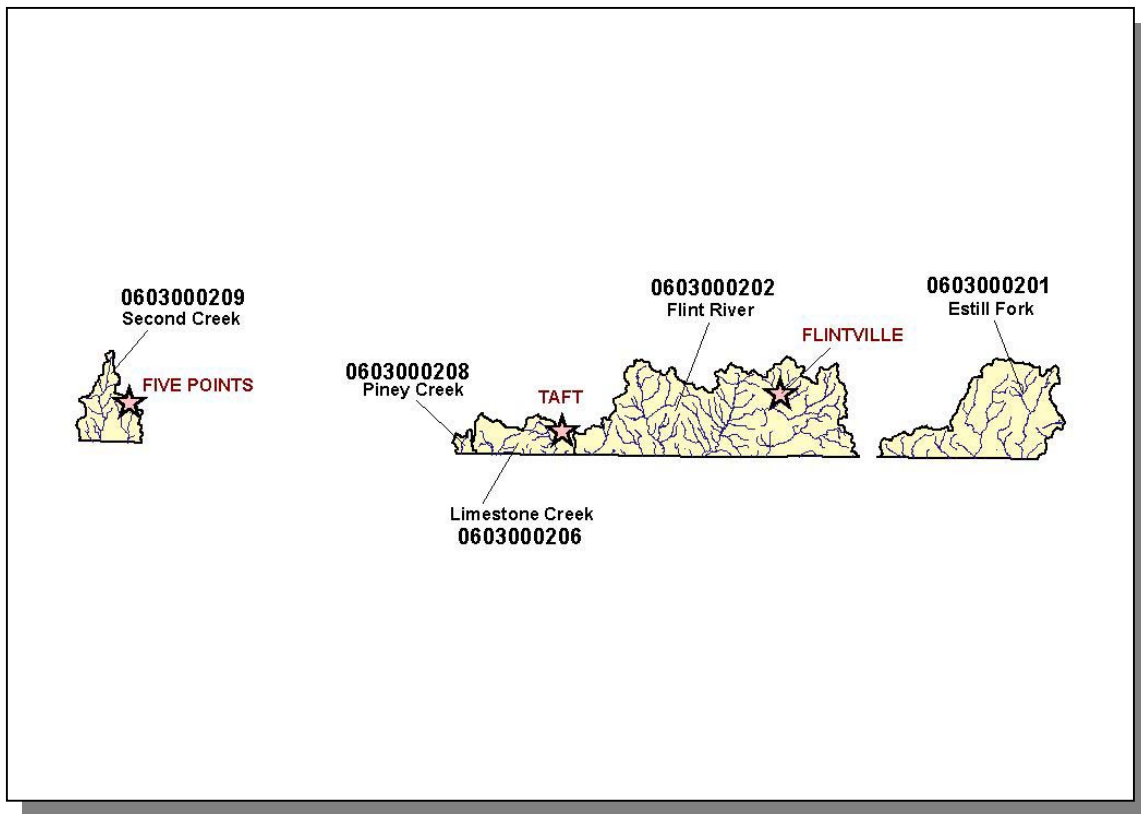 0603000209
Second Creek
FIVE POINTS
0603000208
Piney Creek
TAFT
Limestone Creek
0603000206
0603000202
Flint River
FLINTVILLE
0603000201
Estill Fork